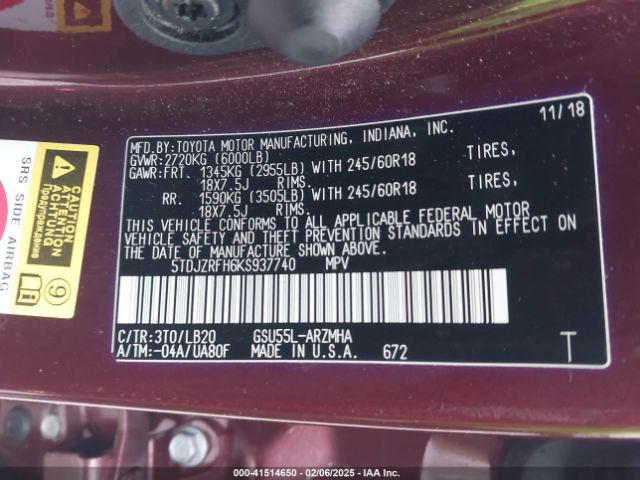 MFD.BY:TOYOTA MOTOR MANUFACTURING, INDIANA, INC. 11/18
GVWR:2720KG (6000LB)
GAWR:FRT. 1345KG (2955LB) WITH 245/60R18 TIRES,
18X7.5J RIMS.
RR. 1590KG (3505LB) WITH 245/60R18 TIRES,
18X7.5J RIMS.
THIS VEHICLE CONFORMS TO ALL APPLICABLE FEDERAL MOTOR
VEHICLE SAFETY AND THEFT PREVENTION STANDARDS IN EFFECT ON
THE DATE OF MANUFACTURE SHOWN ABOVE.
5TDJZRFH6KS937740 MPV
C/TR:3T0/LB20 GSU55L-ARZMHA
A/TM:-04A/UA80F MADE IN U.S.A. 672 T
SRS SIDE AIRBAG
ATTENTION
ATTENTION
Предупреждение
9
000-41514650 - 02/06/2025 - IAA Inc.